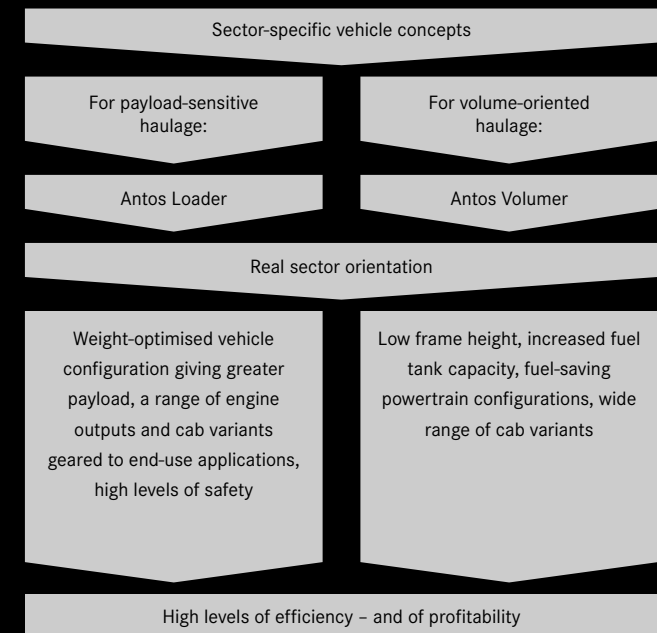 Sector-specific vehicle concepts
For payload-sensitive
haulage:
For volume-oriented
haulage:
Antos Loader
Antos Volumer
Real sector orientation
Weight-optimised vehicle
configuration giving greater
payload, a range of engine
outputs and cab variants
geared to end-use applications,
high levels of safety
Low frame height, increased fuel
tank capacity, fuel-saving
powertrain configurations, wide
range of cab variants
High levels of efficiency – and of profitability